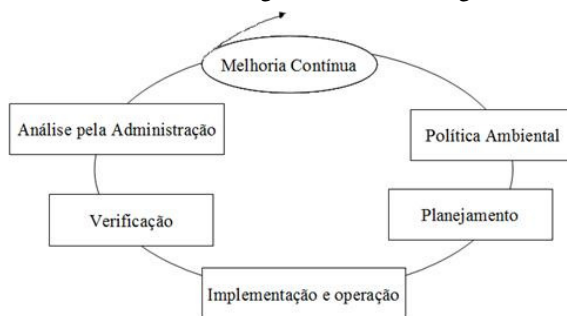 Melhoria Contínua
Política Ambiental
Planejamento
Implementação e operação
Verificação
Análise pela Administração